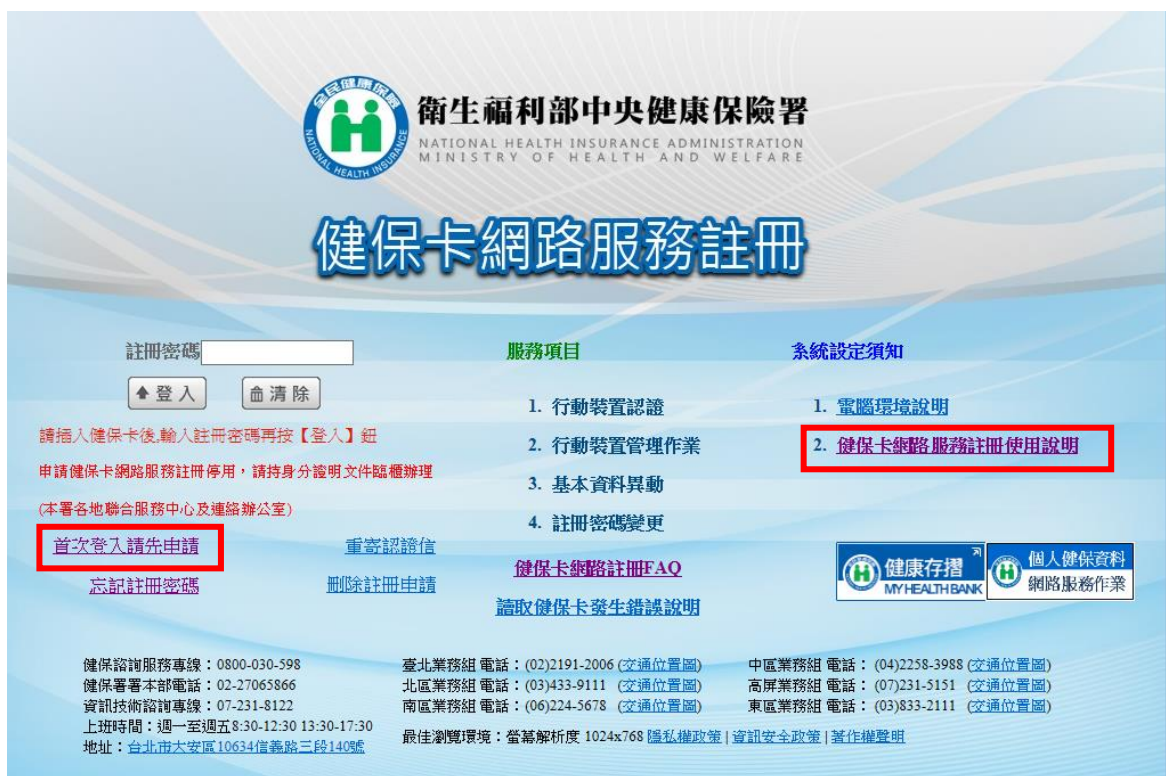 全民健康保險
NATIONAL HEALTH INSURANCE
衛生福利部中央健康保險署
NATIONAL HEALTH INSURANCE ADMINISTRATION
MINISTRY OF HEALTH AND WELFARE
健保卡網路服務註冊
註冊密碼
登入 清除
請插入健保卡後,輸入註冊密碼再按【登入】鈕
申請健保卡網路服務註冊停用,請持身分證明文件臨櫃辦理
(本署各地聯合服務中心及連絡辦公室)
首次登入請先申請 重寄認證信
忘記註冊密碼 刪除註冊申請
服務項目
1. 行動裝置認證
2. 行動裝置管理作業
3. 基本資料異動
4. 註冊密碼變更
健保卡網路註冊FAQ
讀取健保卡發生錯誤說明
系統設定須知
1. 電腦環境說明
2. 健保卡網路服務註冊使用說明
健康存摺
MY HEALTH BANK
個人健保資料
網路服務作業
健保諮詢服務專線:0800-030-598
健保署署本部電話:02-27065866
資訊技術諮詢專線:07-231-8122
上班時間:週一至週五8:30-12:30 13:30-17:30
地址:台北市大安區10634信義路三段140號
臺北業務組 電話:(02)2191-2006 (交通位置圖)
北區業務組 電話:(03)433-9111 (交通位置圖)
南區業務組 電話:(06)224-5678 (交通位置圖)
中區業務組 電話: (04)2258-3988 (交通位置圖)
高屏業務組 電話: (07)231-5151 (交通位置圖)
東區業務組 電話: (03)833-2111 (交通位置圖)
最佳瀏覽環境:螢幕解析度 1024x768 隱私權政策 | 資訊安全政策 | 著作權聲明